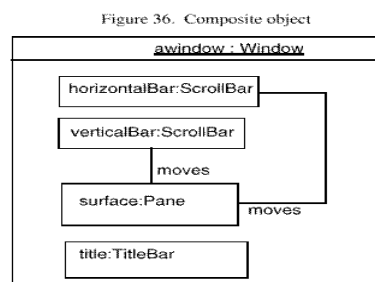 Figure 36. Composite object
awindow : Window
horizontalBar:ScrollBar
verticalBar:ScrollBar
moves
surface:Pane
moves
title:TitleBar